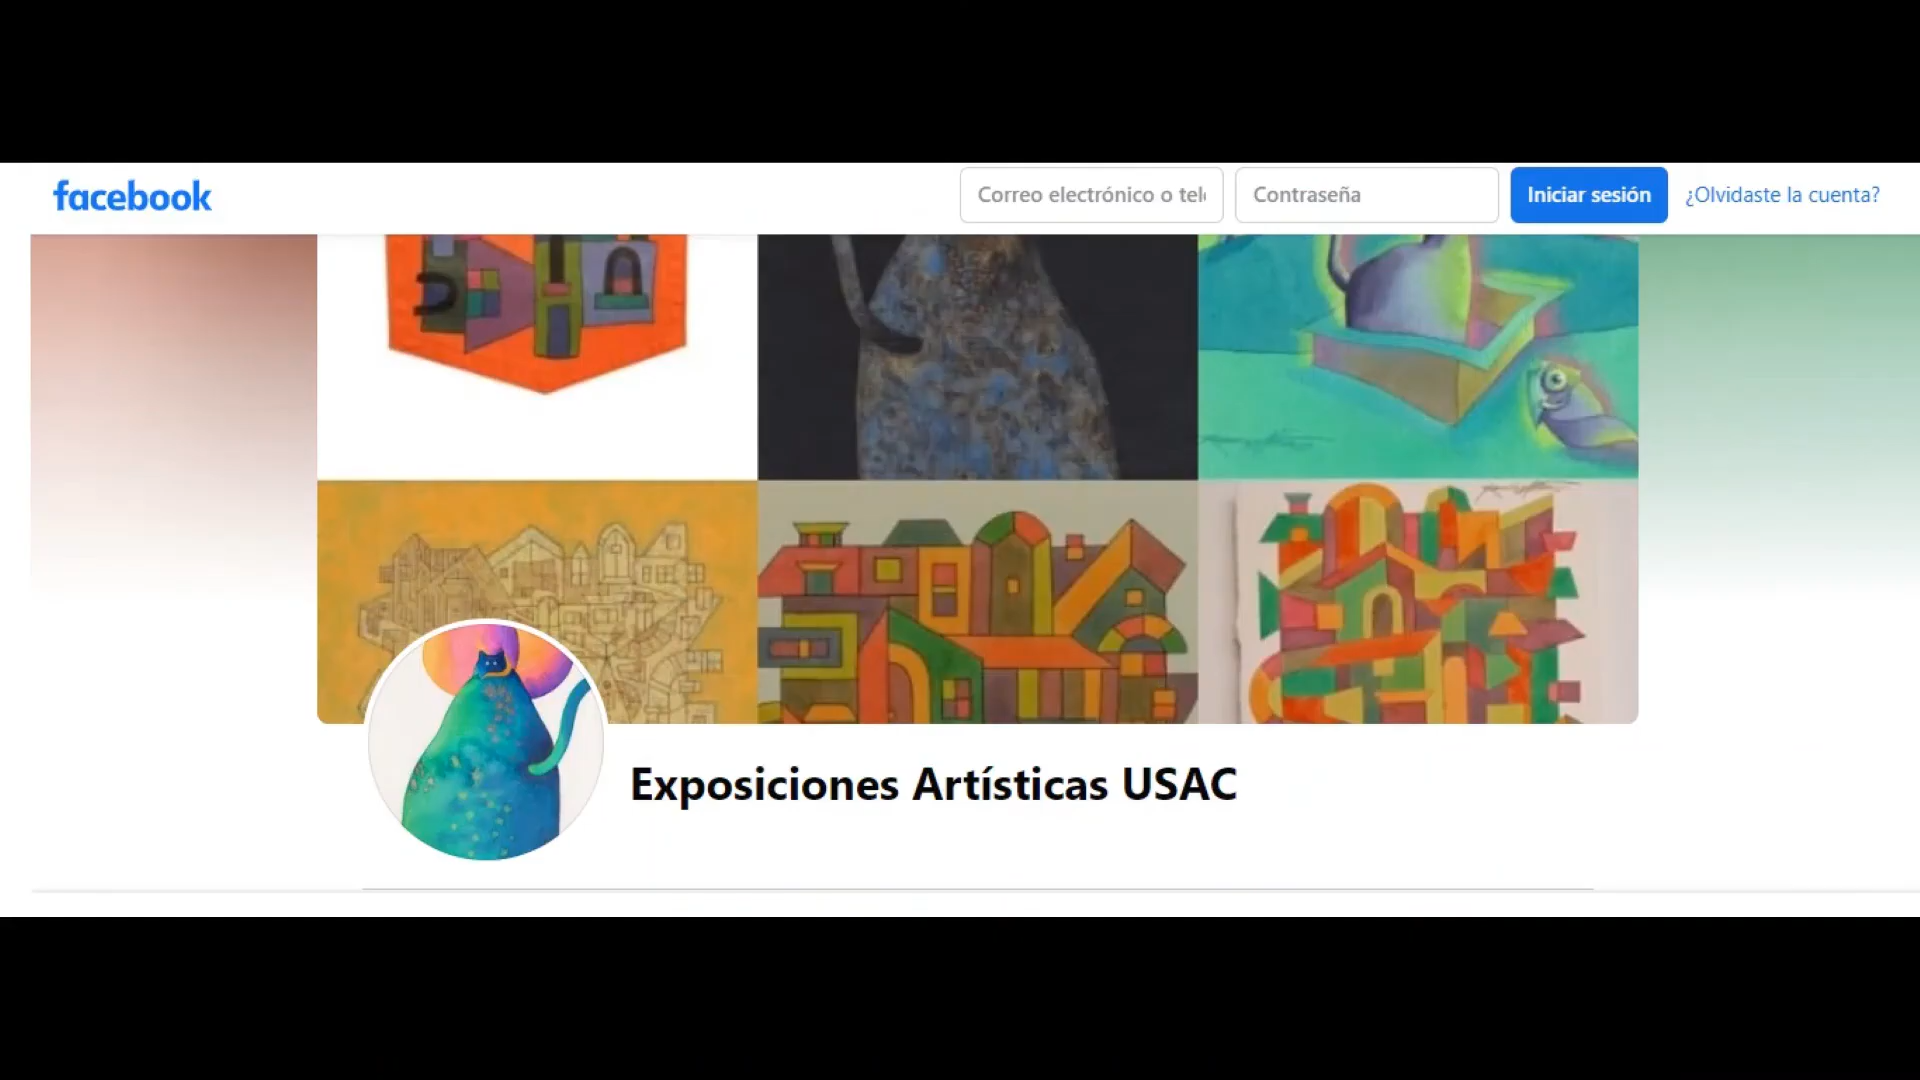 facebook
Correo electrónico o tel
Contraseña
Iniciar sesión
¿Olvidaste la cuenta?
Exposiciones Artísticas USAC